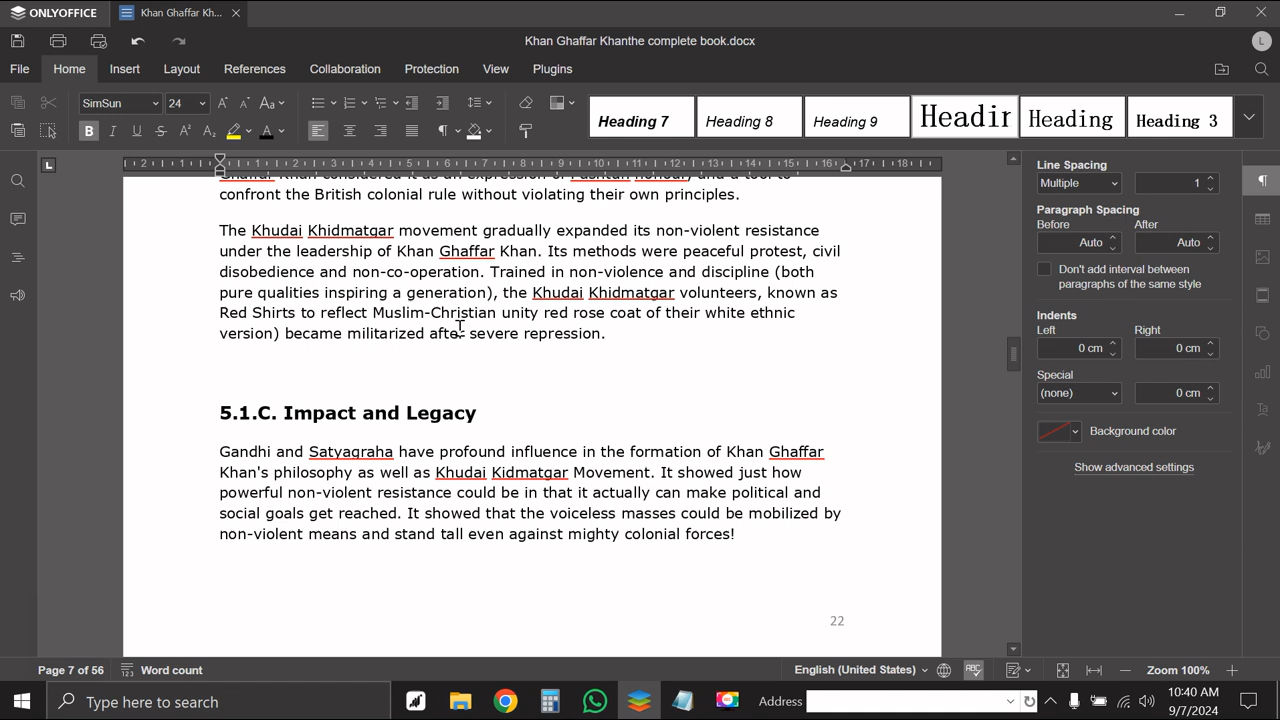 ONLYOFFICE
Khan Ghaffar Kh...
Khan Ghaffar Khanthe complete book.docx
L
File Home Insert Layout References Collaboration Protection View Plugins
SimSun 24
Heading 7 Heading 8 Heading 9 Headin Heading Heading 3
confront the British colonial rule without violating their own principles.
The Khudai Khidmatgar movement gradually expanded its non-violent resistance
under the leadership of Khan Ghaffar Khan. Its methods were peaceful protest, civil
disobedience and non-co-operation. Trained in non-violence and discipline (both
pure qualities inspiring a generation), the Khudai Khidmatgar volunteers, known as
Red Shirts to reflect Muslim-Christian unity red rose coat of their white ethnic
version) became militarized after severe repression.
5.1.C. Impact and Legacy
Gandhi and Satyagraha have profound influence in the formation of Khan Ghaffar
Khan's philosophy as well as Khudai Kidmatgar Movement. It showed just how
powerful non-violent resistance could be in that it actually can make political and
social goals get reached. It showed that the voiceless masses could be mobilized by
non-violent means and stand tall even against mighty colonial forces!
22
Line Spacing
Multiple 1
Paragraph Spacing
Before After
Auto Auto
Don't add interval between
paragraphs of the same style
Indents
Left Right
0 cm 0 cm
Special
(none) 0 cm
Background color
Show advanced settings
Page 7 of 56 Word count English (United States) Zoom 100%
Type here to search
Address
10:40 AM
9/7/2024